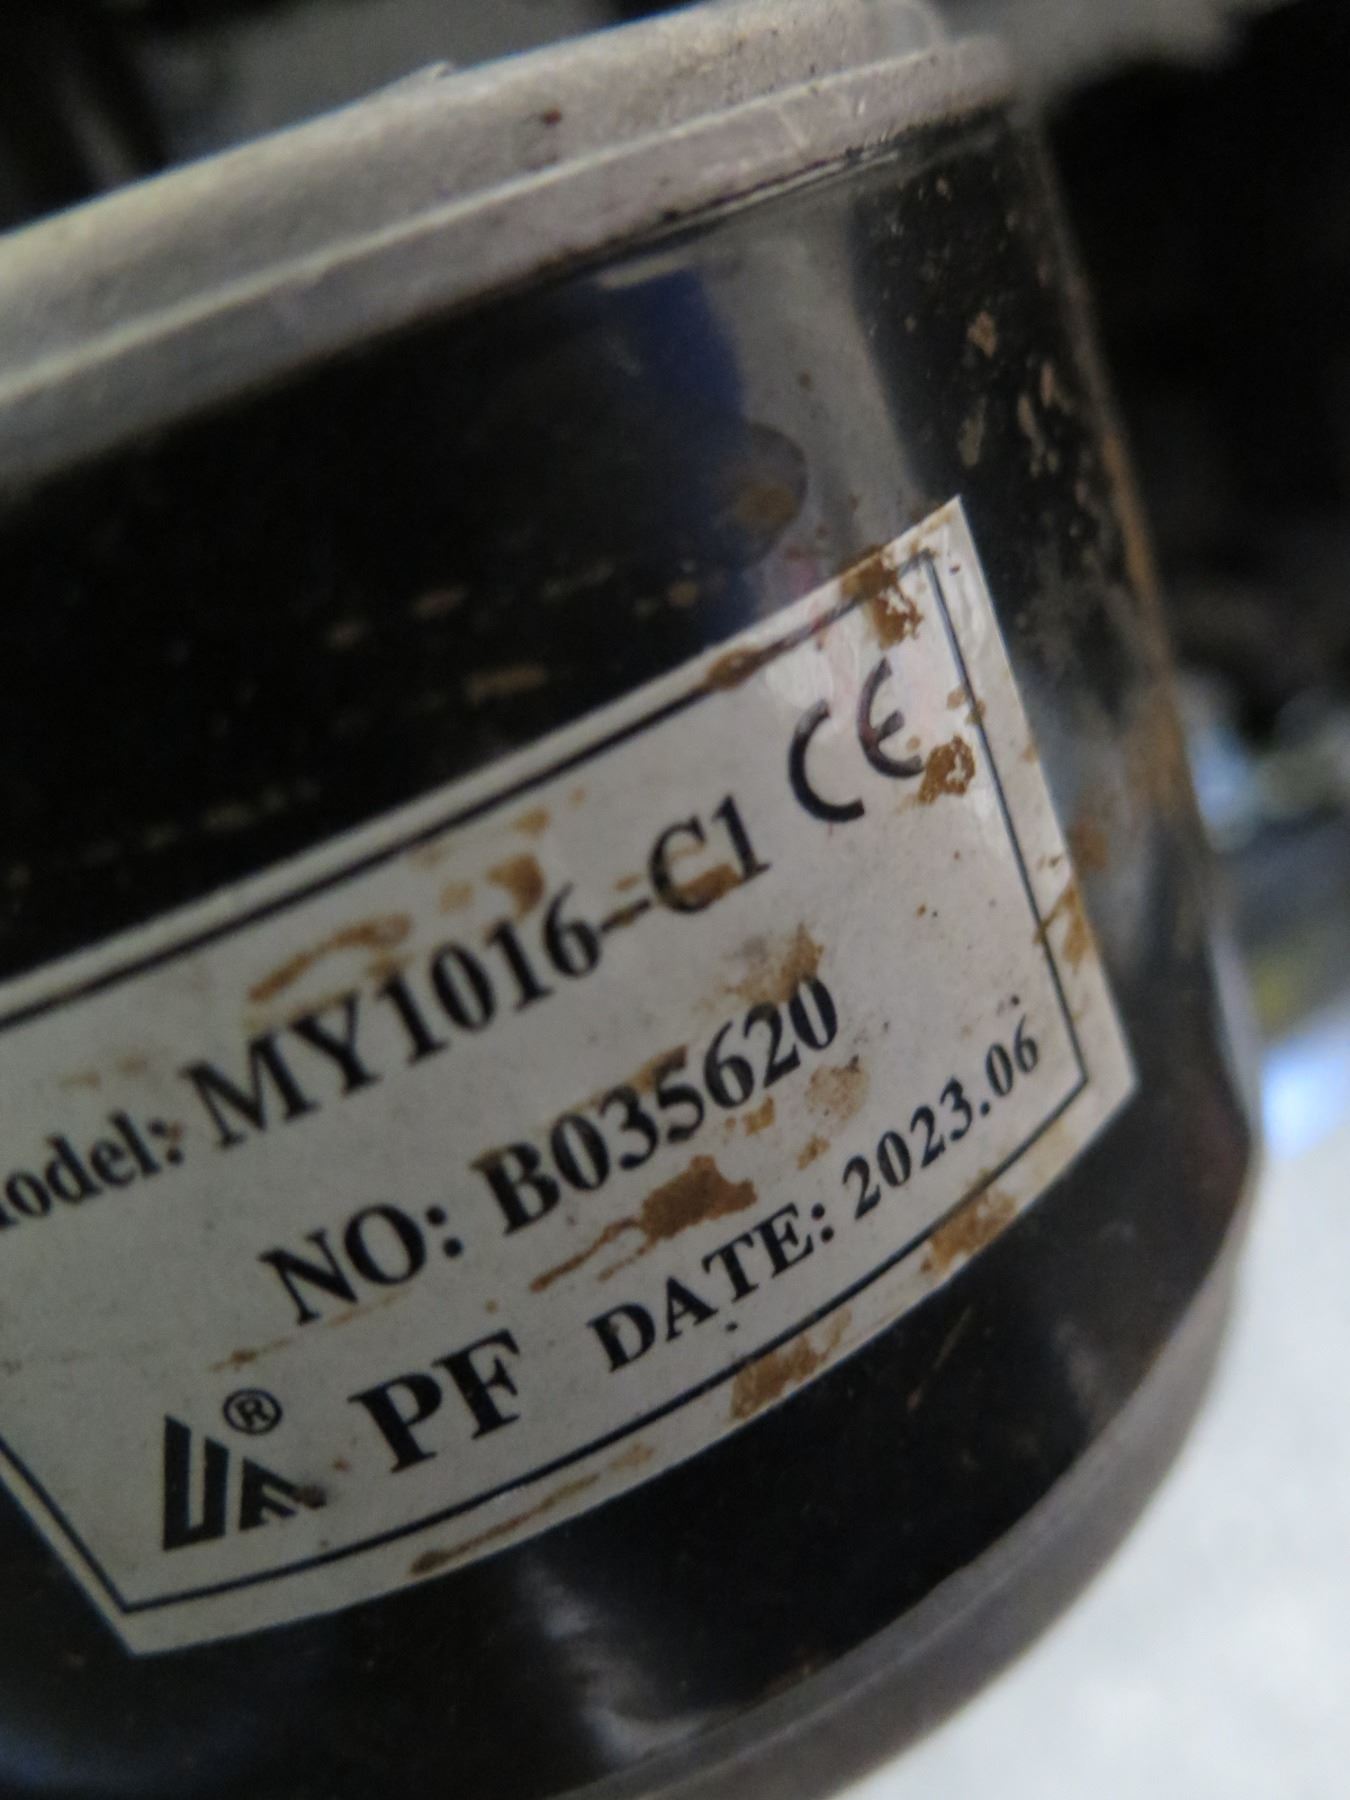 odel: MY1016-C1 CE
NO: B035620
® PF DATE: 2023.06